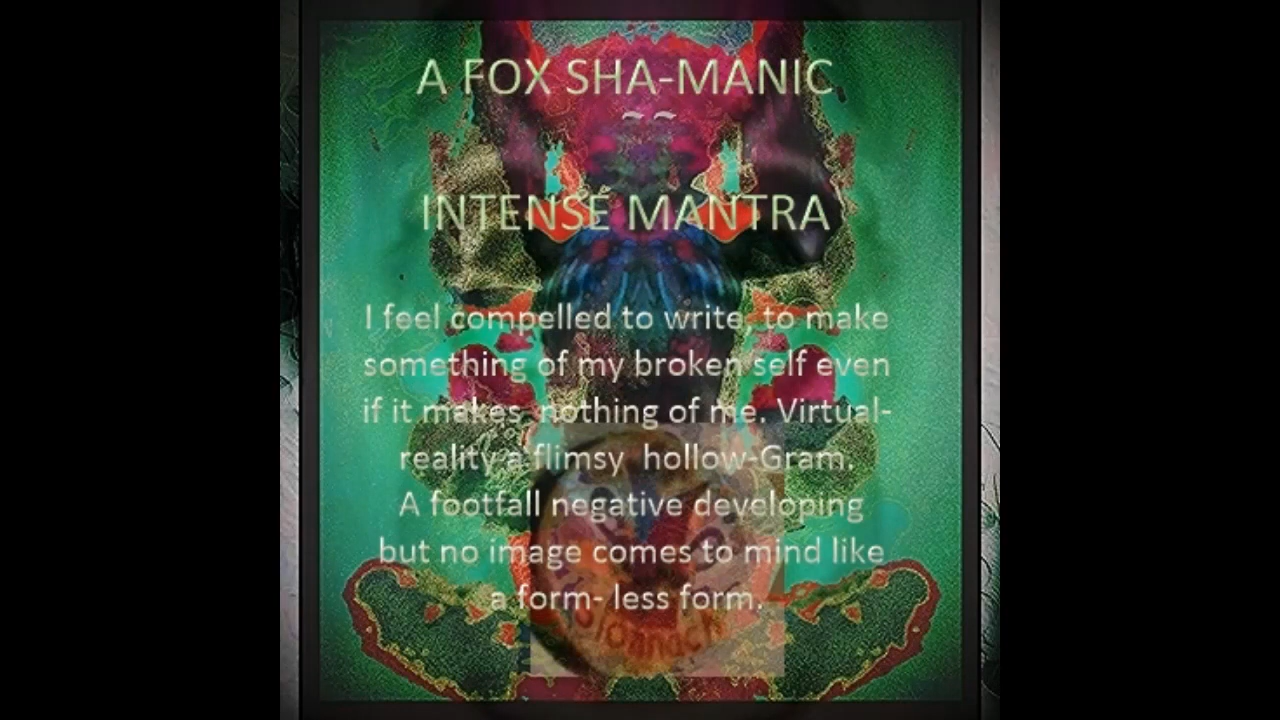 A FOX SHA-MANIC
~ ~
INTENSE MANTRA
I feel compelled to write, to make
something of my broken self even
if it makes nothing of me. Virtual-
reality a flimsy hollow-Gram.
A footfall negative developing
but no image comes to mind like
a form- less form.